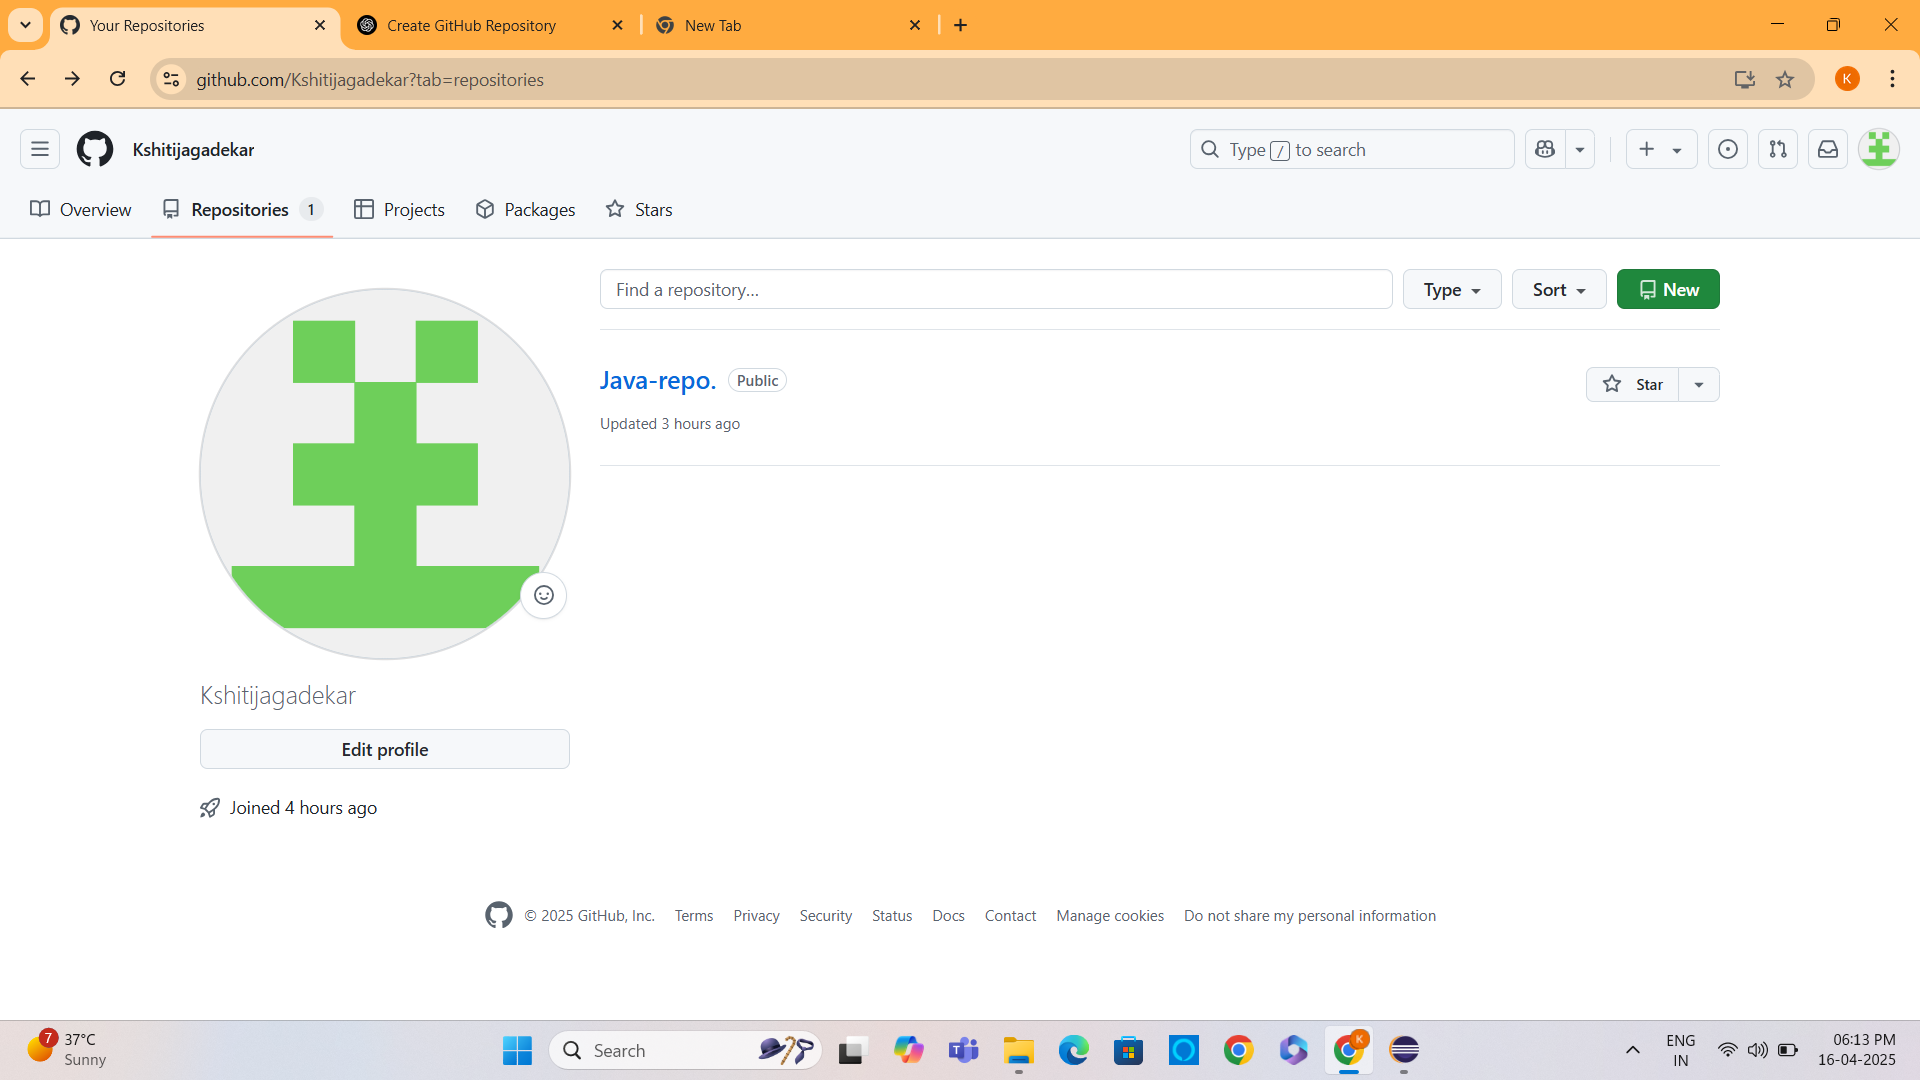 Your Repositories
Create GitHub Repository
New Tab
github.com/Kshitijagadekar?tab=repositories
K
Kshitijagadekar
Type / to search
Overview
Repositories 1
Projects
Packages
Stars
Find a repository...
Type
Sort
New
Java-repo.
Public
Star
Updated 3 hours ago
Kshitijagadekar
Edit profile
Joined 4 hours ago
© 2025 GitHub, Inc.
Terms
Privacy
Security
Status
Docs
Contact
Manage cookies
Do not share my personal information
7
37°C
Sunny
Search
K
ENG
IN
06:13 PM
16-04-2025